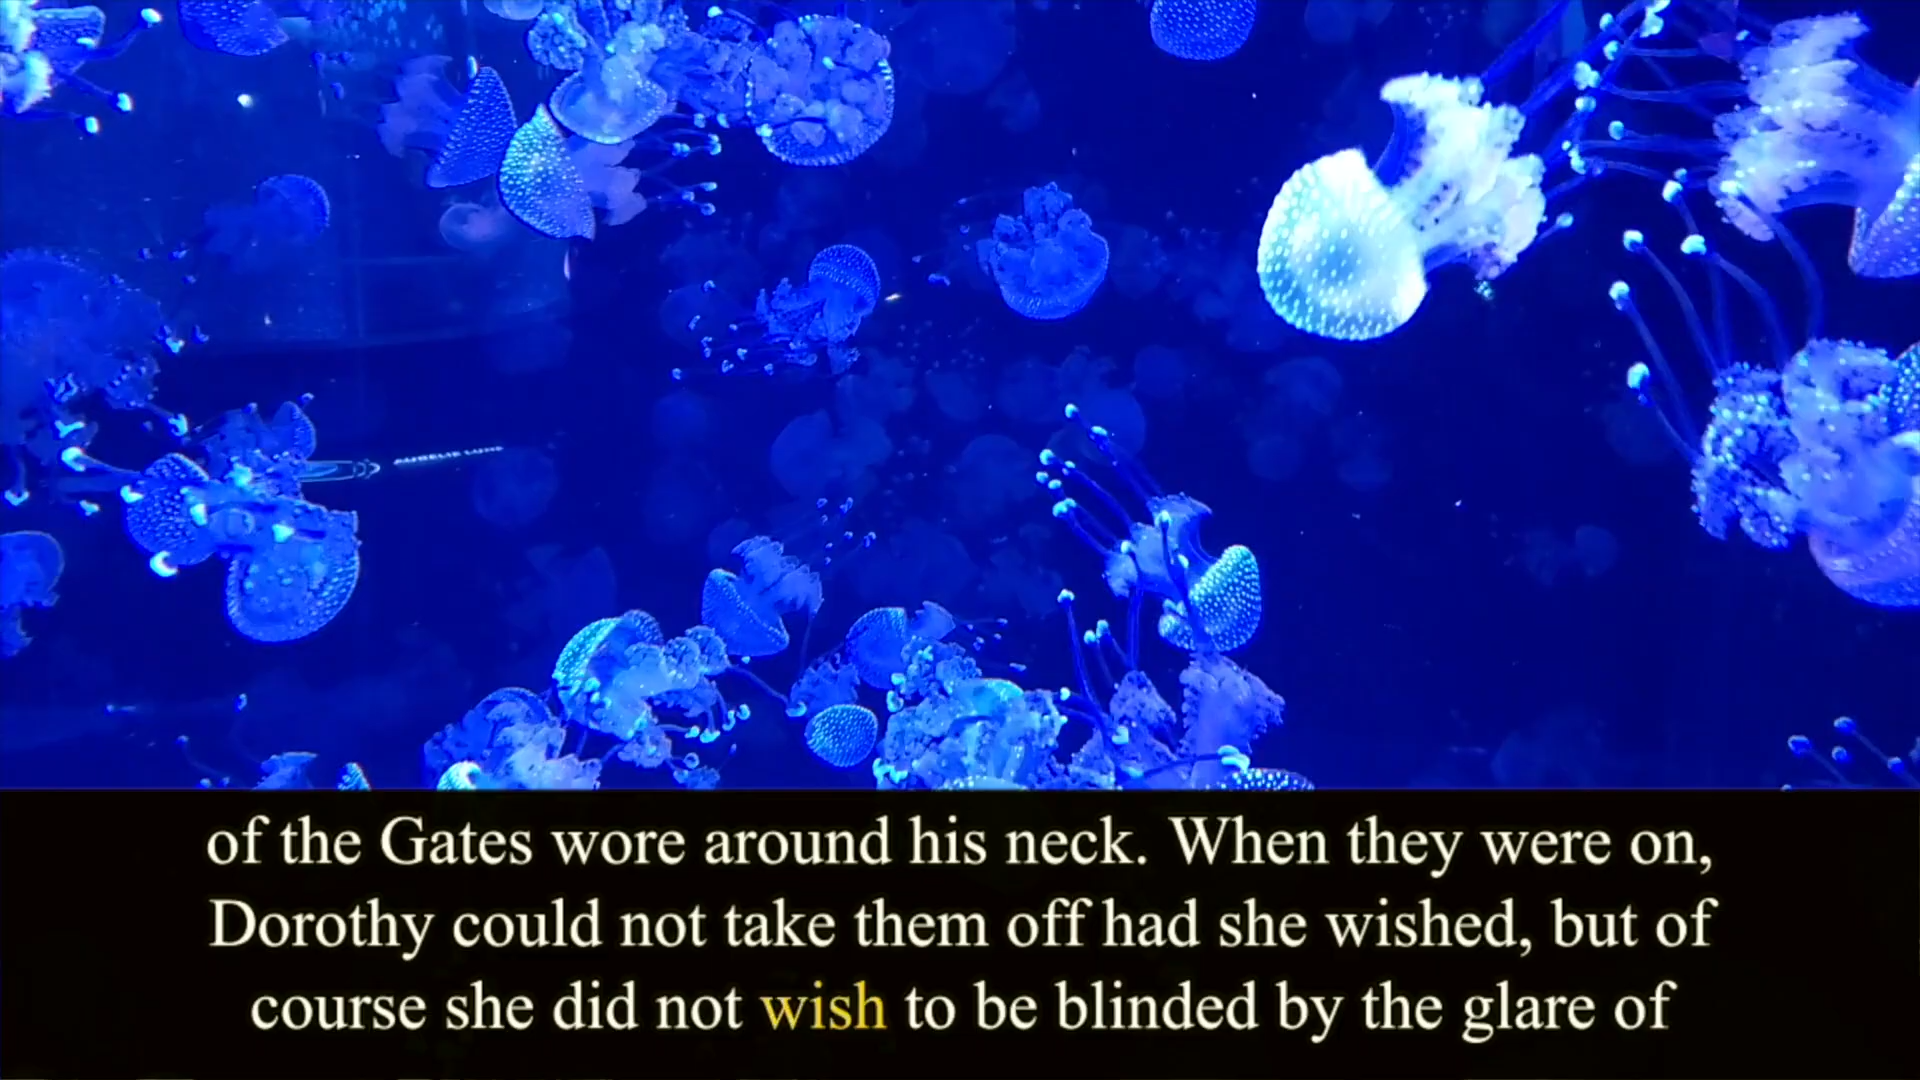 of the Gates wore around his neck. When they were on,
Dorothy could not take them off had she wished, but of
course she did not wish to be blinded by the glare of